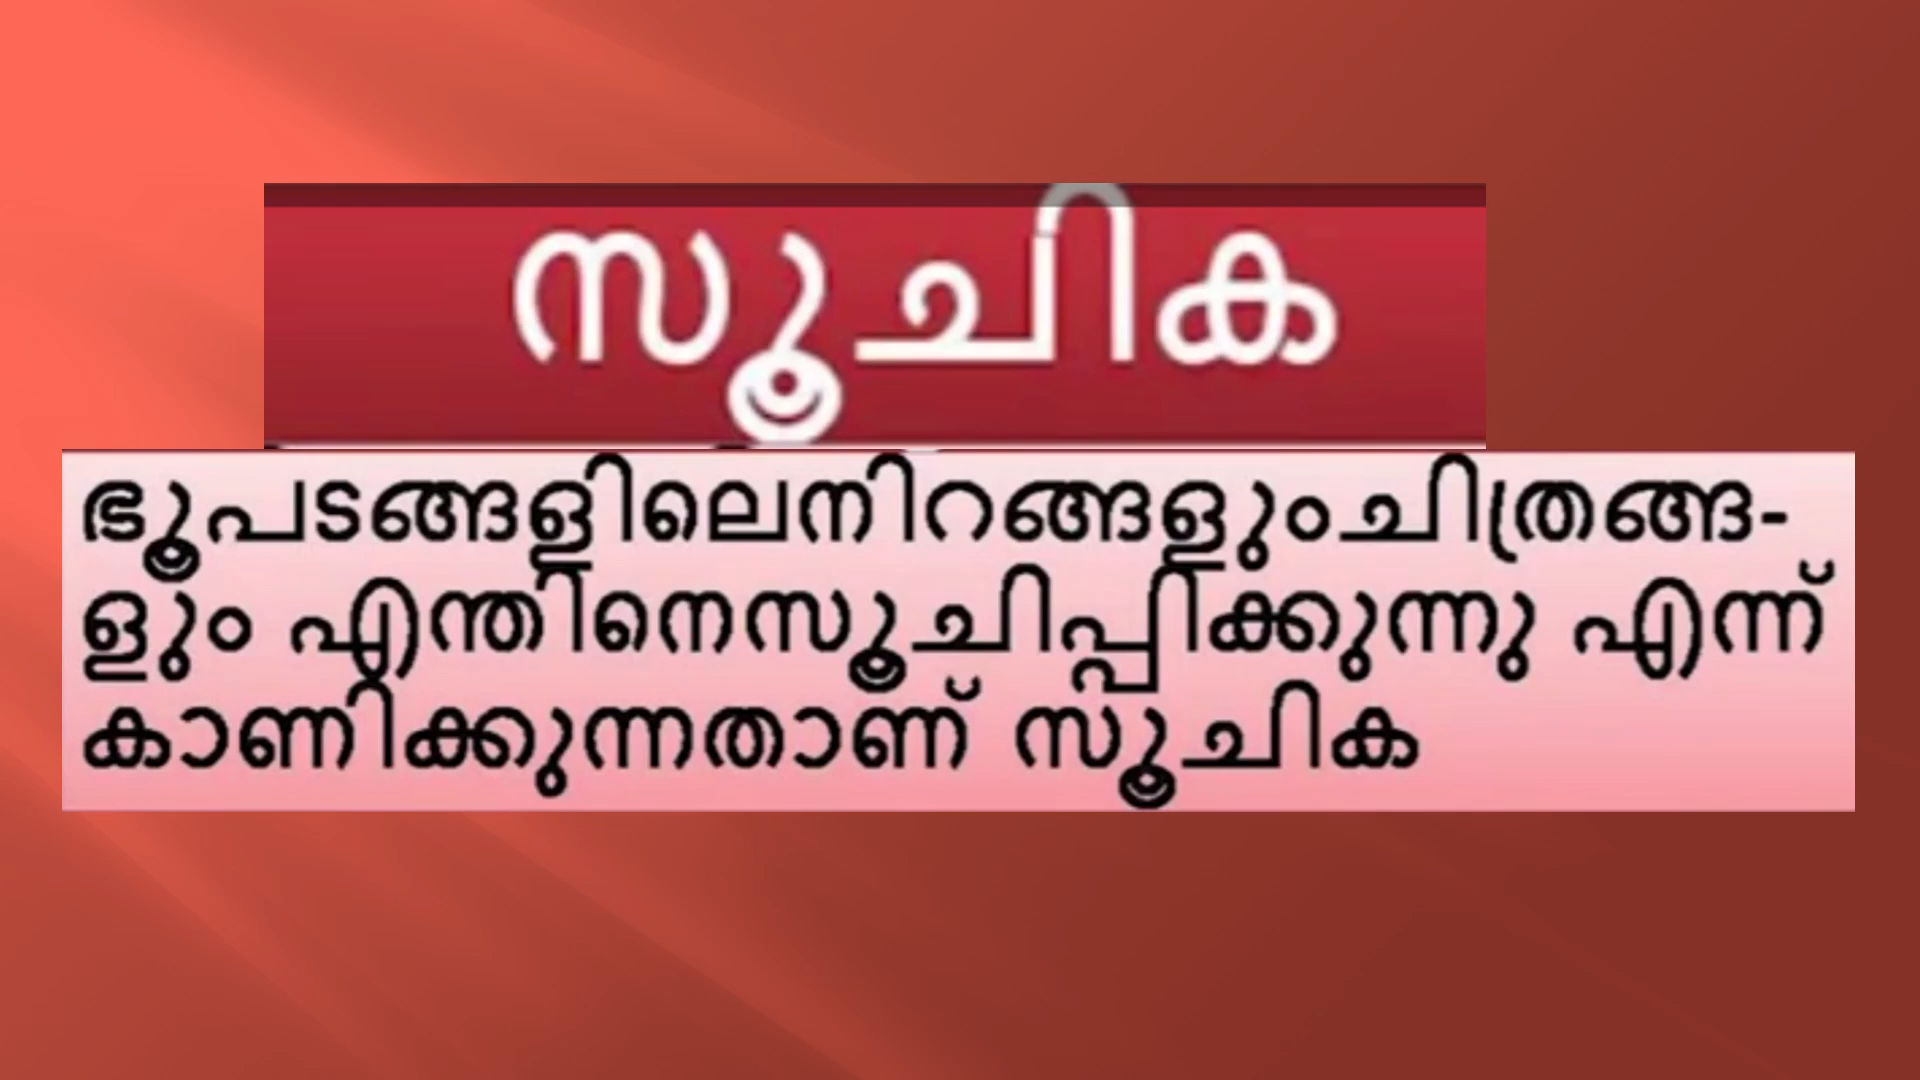 സൂചിക
ഭൂപടങ്ങളിലെനിറങ്ങളുംചിത്രങ്ങ-
ളും എന്തിനെസൂചിപ്പിക്കുന്നു എന്ന്
കാണിക്കുന്നതാണ് സൂചിക